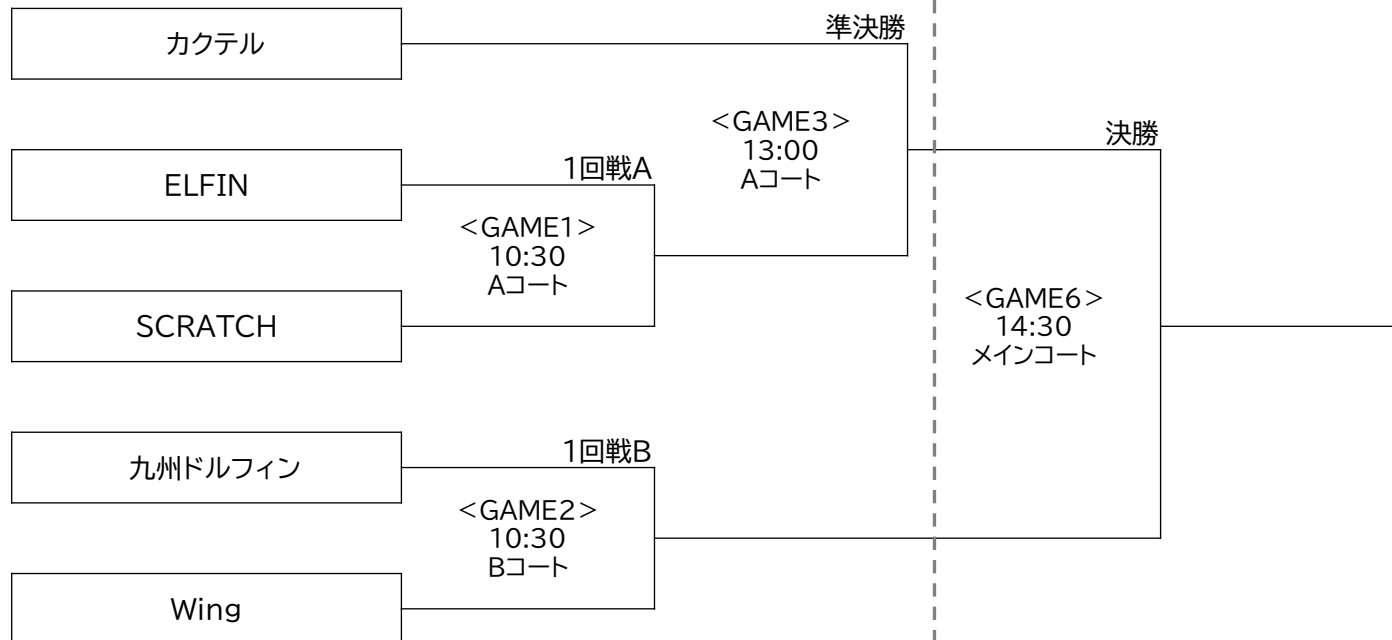 カクテル
準決勝
<GAME3>
13:00
Aコート
決勝
ELFIN
1回戦A
<GAME1>
10:30
Aコート
SCRATCH
<GAME6>
14:30
メインコート
九州ドルフィン
1回戦B
<GAME2>
10:30
Bコート
Wing